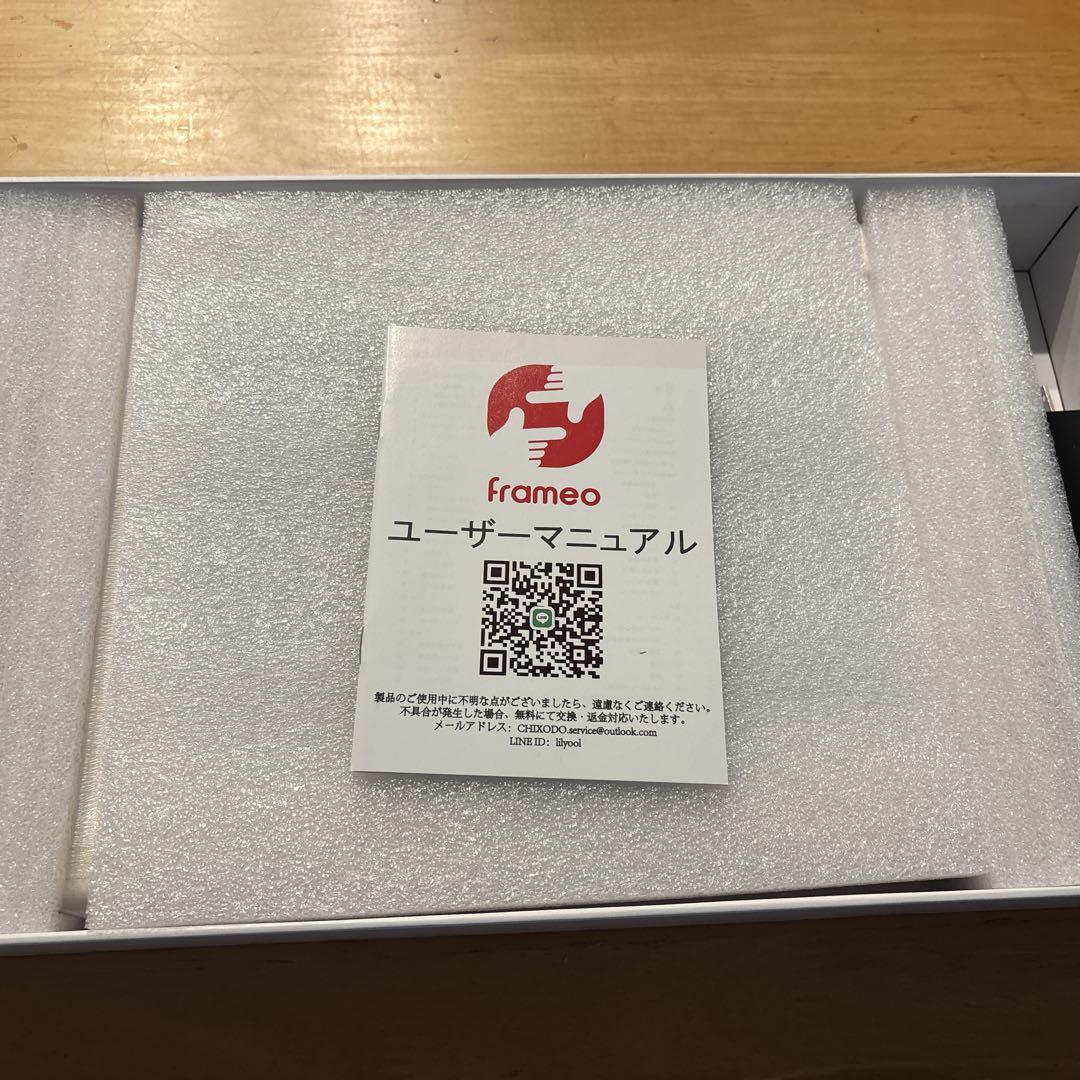 frameo
ユーザーマニュアル
製品のご使用中に不明な点がございましたら、遠慮なくご連絡ください。
不具合が発生した場合、無料にて交換・返金対応いたします。
メールアドレス：CHIXODO.service@outlook.com
LINE ID：lilyool